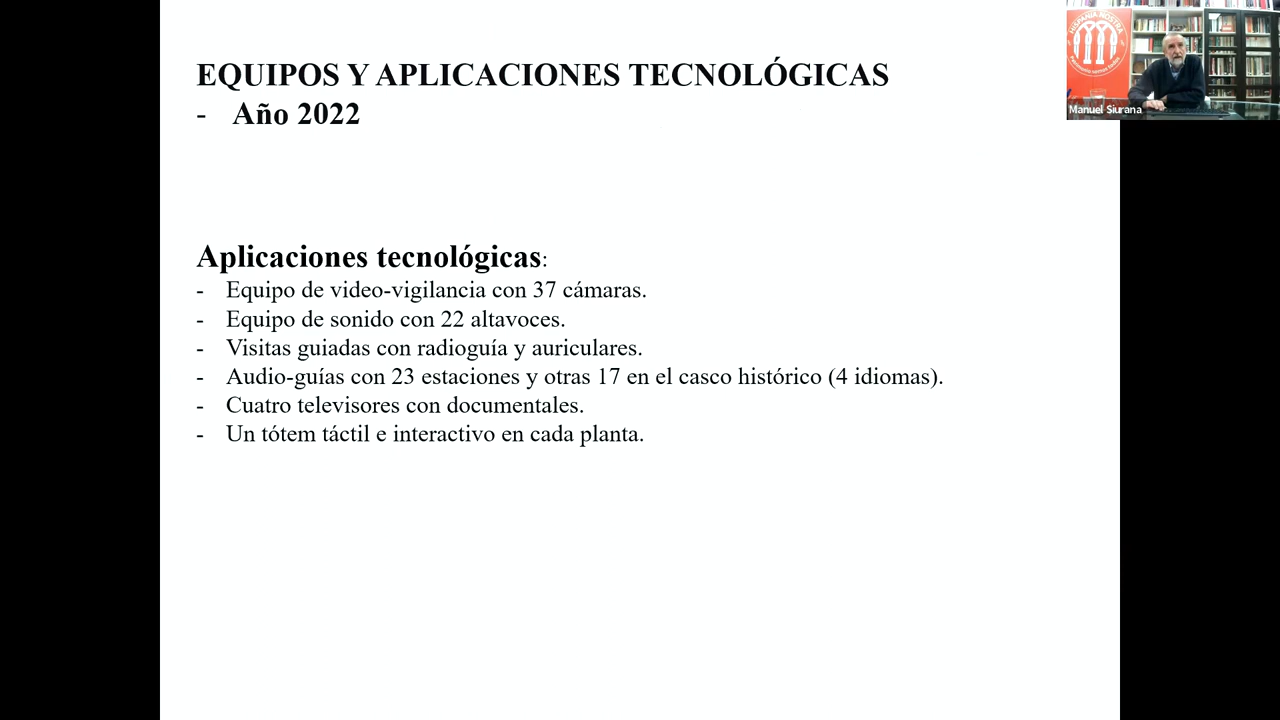 EQUIPOS Y APLICACIONES TECNOLÓGICAS
- Año 2022
HISPANIA NOSTRA
Manuel Siurana
Aplicaciones tecnológicas:
- Equipo de video-vigilancia con 37 cámaras.
- Equipo de sonido con 22 altavoces.
- Visitas guiadas con radioguía y auriculares.
- Audio-guías con 23 estaciones y otras 17 en el casco histórico (4 idiomas).
- Cuatro televisores con documentales.
- Un tótem táctil e interactivo en cada planta.